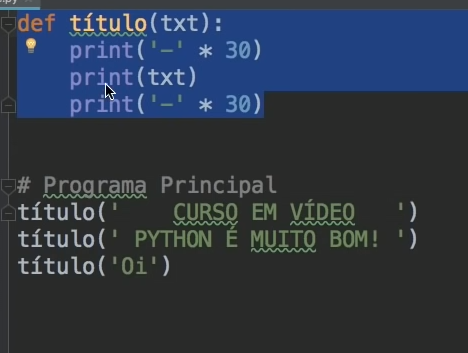 def título(txt):
    print('-' * 30)
    print(txt)
    print('-' * 30)
# Programa Principal
título('    CURSO EM VÍDEO   ')
título(' PYTHON É MUITO BOM! ')
título('Oi')